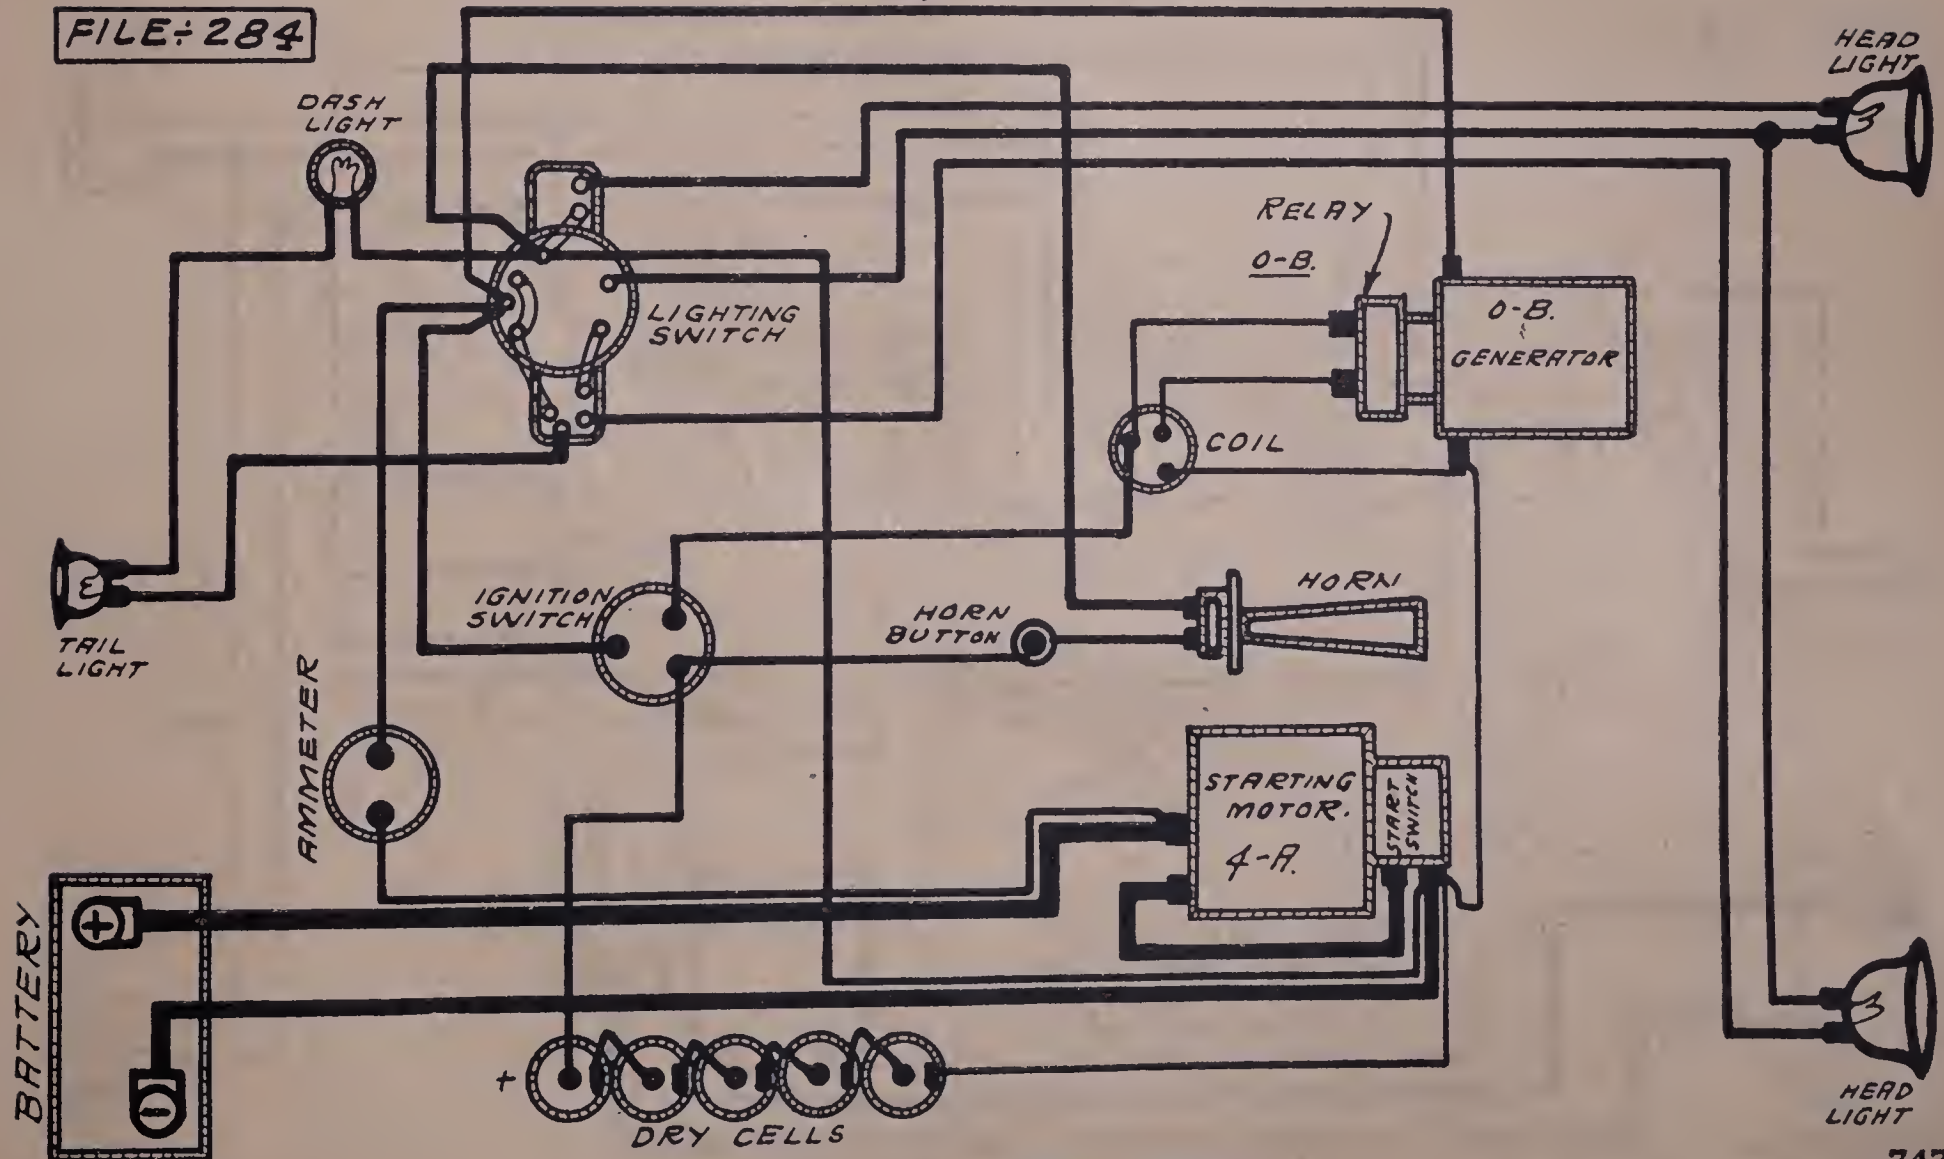 FILE÷284
HEAD
LIGHT
DASH
LIGHT
RELAY
O-B.
LIGHTING
SWITCH
O-B.
GENERATOR
COIL
IGNITION
SWITCH
HORN
BUTTON
HORN
TAIL
LIGHT
AMMETER
STARTING
MOTOR.
4-A.
START
SWITCH
BATTERY
+
−
+
DRY CELLS
HEAD
LIGHT